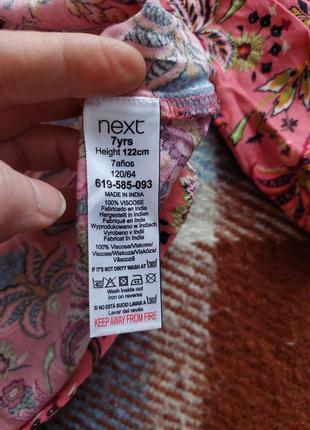 next
7yrs
Height 122cm
7años
120/64
619-585-093
MADE IN INDIA
100% VISCOSE
Fabricado en India
Hergestellt in Indien
Fabriqué en Inde
Wyprodukowano w Indiach
Vyrobeno v Indii
Fabricat în India
100% Viscosa/Viskose/
Viscose/Wiskoza/Viskóza/
Vâscoză
IF IT'S NOT DIRTY WASH AT 30°
Wash inside out
Iron on reverse
SI NO ESTÁ SUCIO LAVAR A 30°
Lavar del revés
KEEP AWAY FROM FIRE